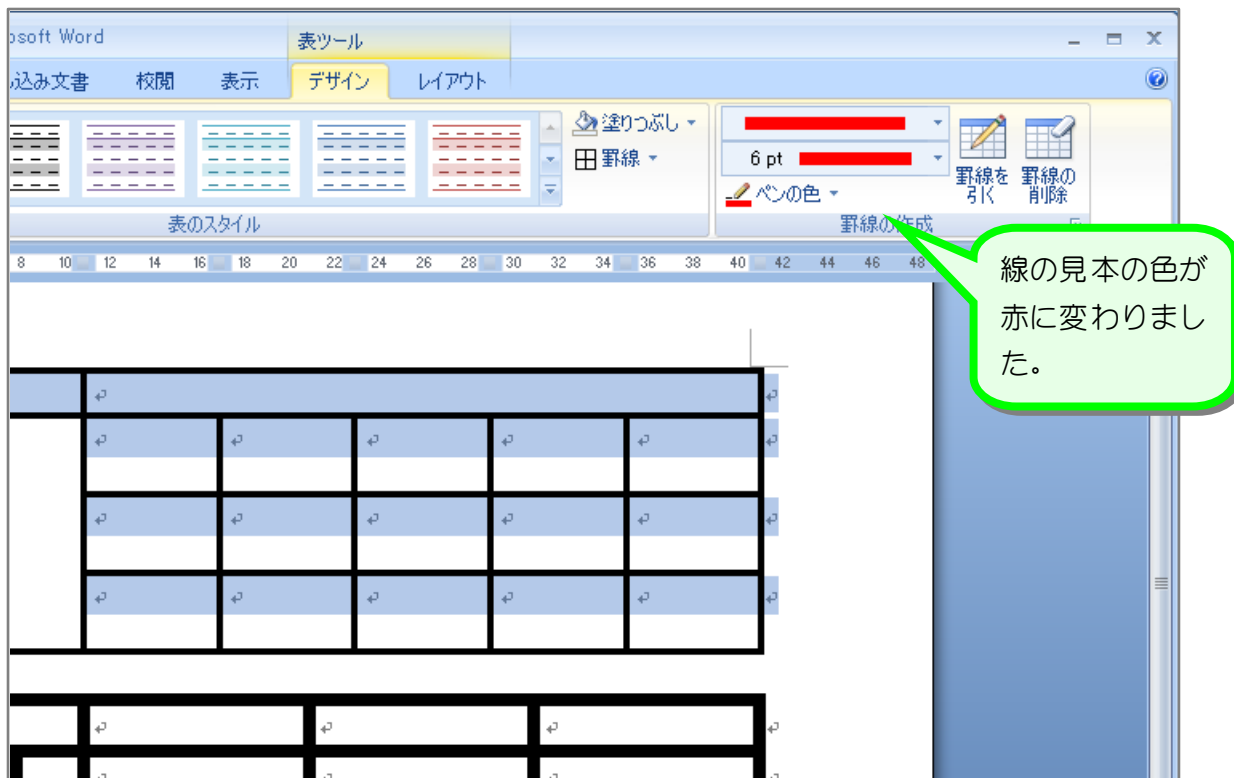 osoft Word
表ツール
し込み文書 校閲 表示 デザイン レイアウト
塗りつぶし
罫線
6 pt
ペンの色
罫線を
引く
罫線の
削除
表のスタイル
罫線の作成
8 10 12 14 16 18 20 22 24 26 28 30 32 34 36 38 40 42 44 46 48
線の見本の色が
赤に変わりまし
た。